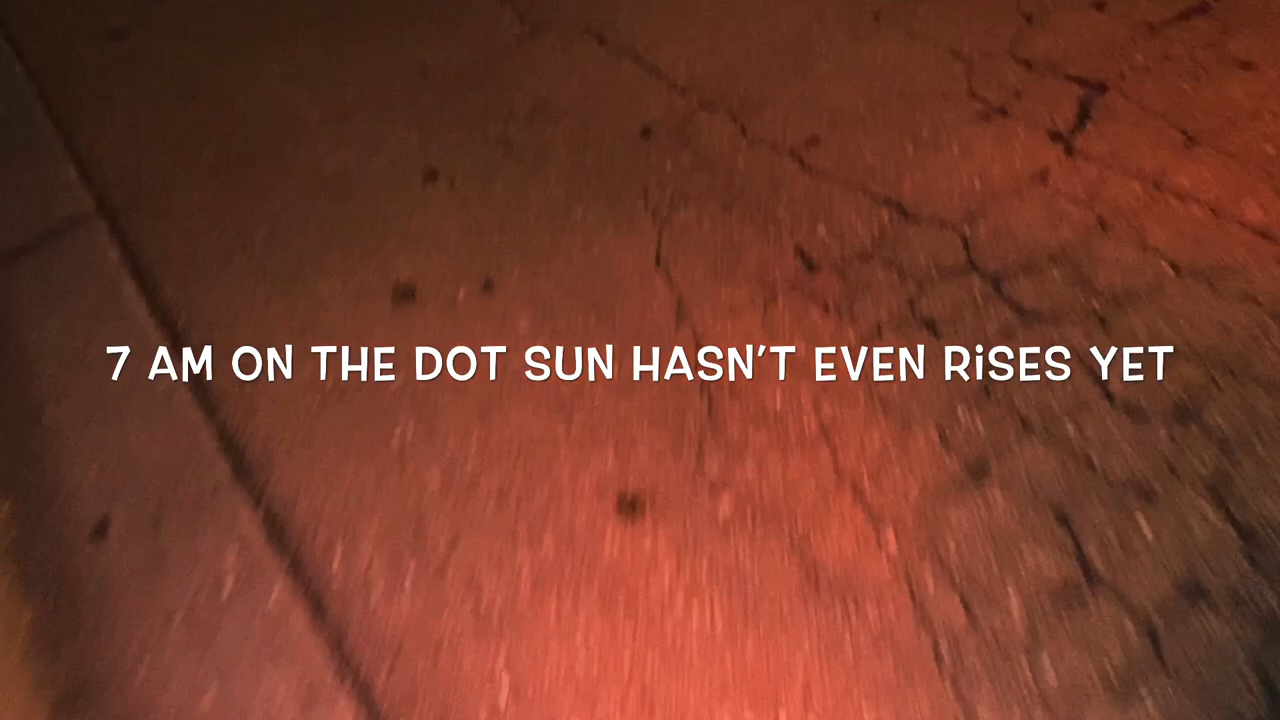 7 AM ON THE DOT SUN HASN'T EVEN RiSES YET